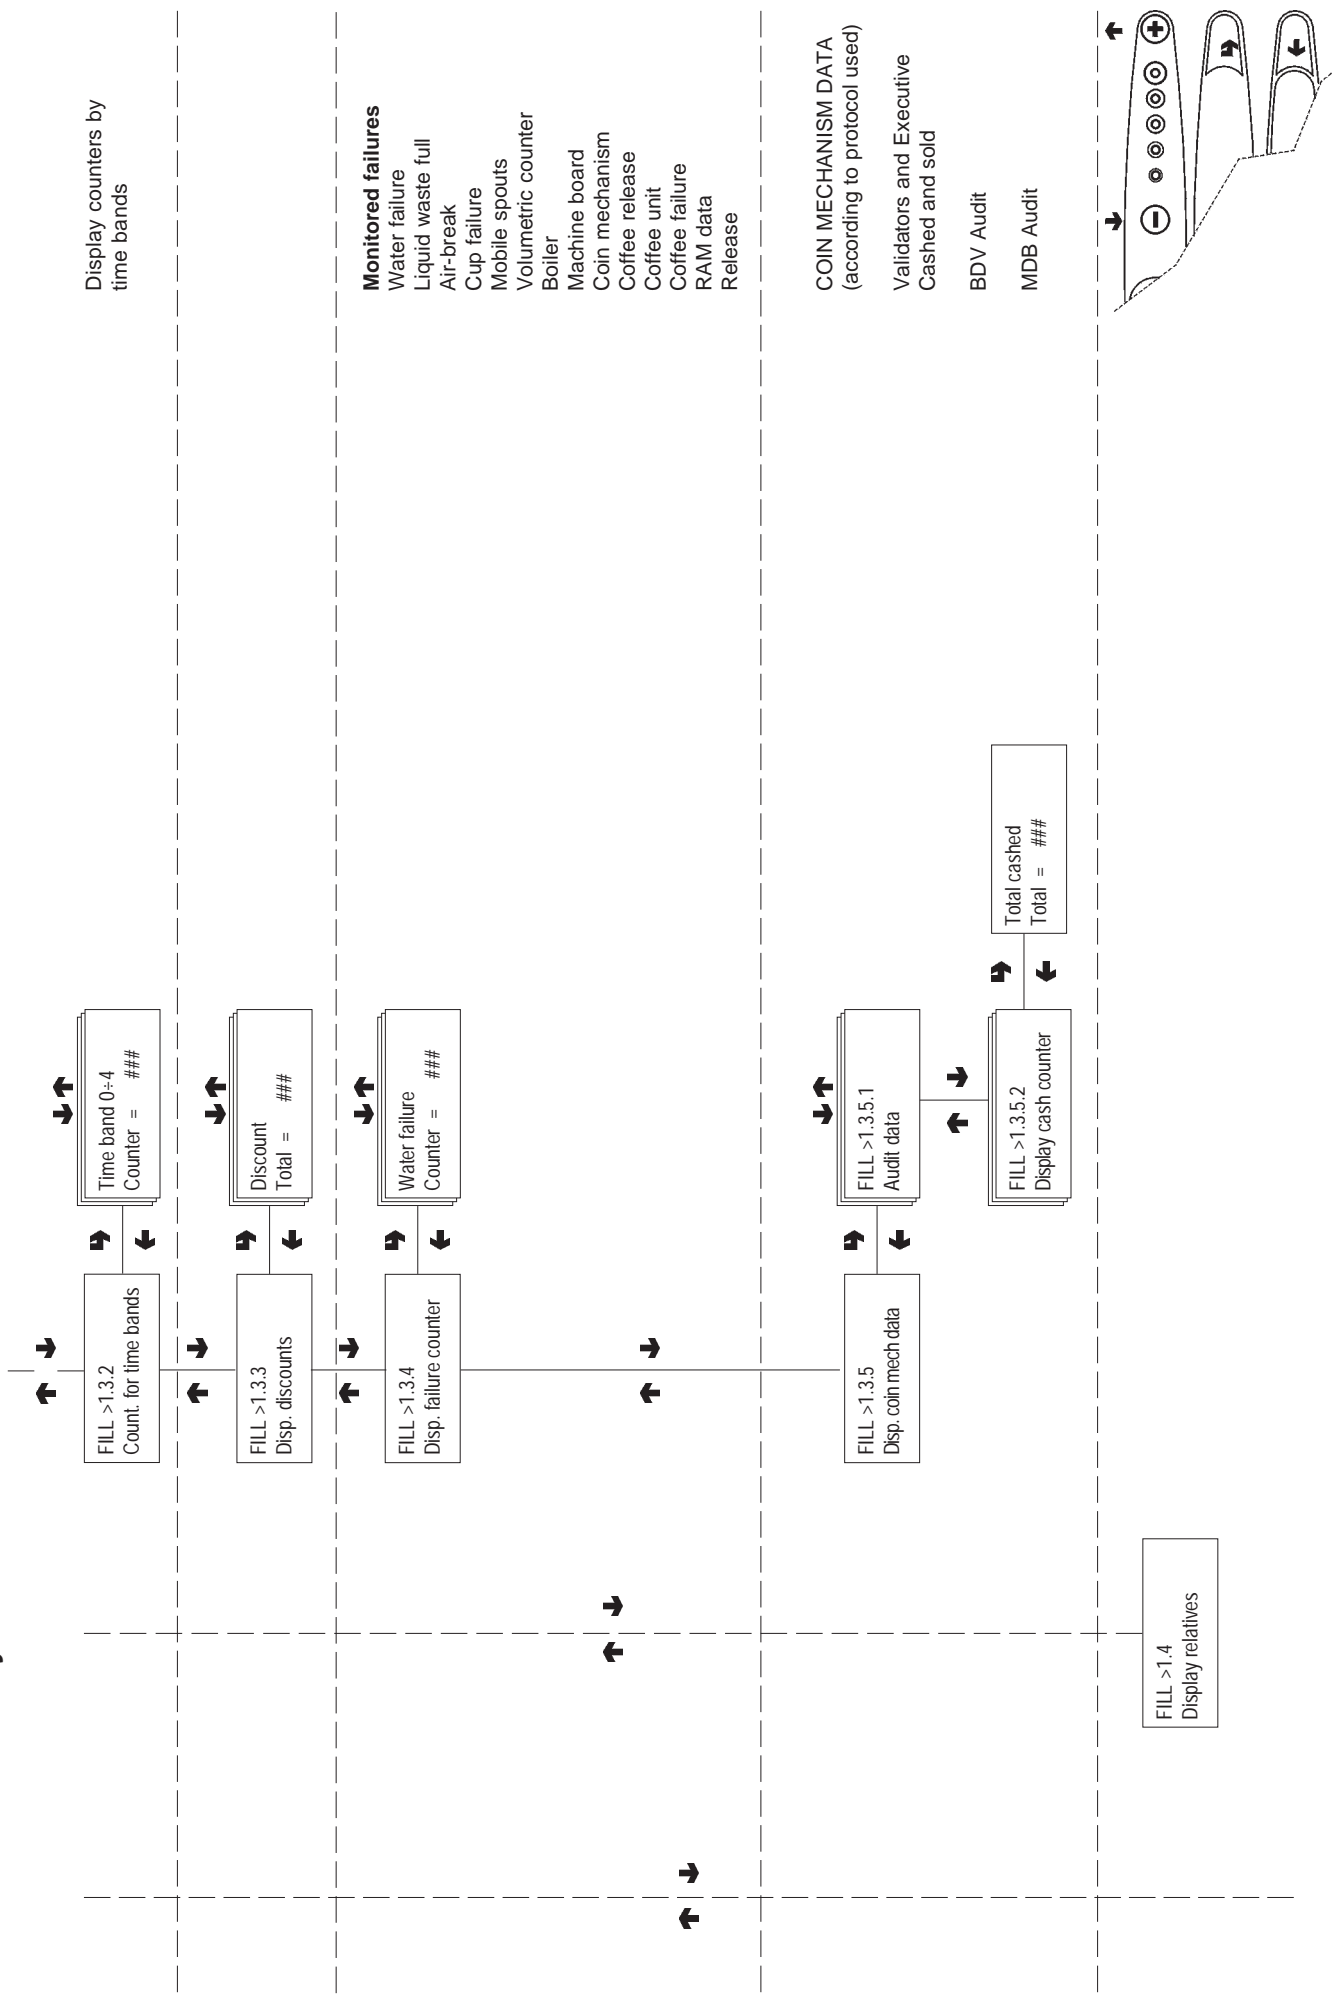 FILL >1.3.2
Count. for time bands
Time band 0÷4
Counter = ###
Display counters by
time bands
FILL >1.3.3
Disp. discounts
Discount
Total = ###
FILL >1.3.4
Disp. failure counter
Water failure
Counter = ###
Monitored failures
Water failure
Liquid waste full
Air-break
Cup failure
Mobile spouts
Volumetric counter
Boiler
Machine board
Coin mechanism
Coffee release
Coffee unit
Coffee failure
RAM data
Release
FILL >1.3.5
Disp. coin mech data
FILL >1.3.5.1
Audit data
FILL >1.3.5.2
Display cash counter
Total cashed
Total = ###
COIN MECHANISM DATA
(according to protocol used)
Validators and Executive
Cashed and sold
BDV Audit
MDB Audit
FILL >1.4
Display relatives